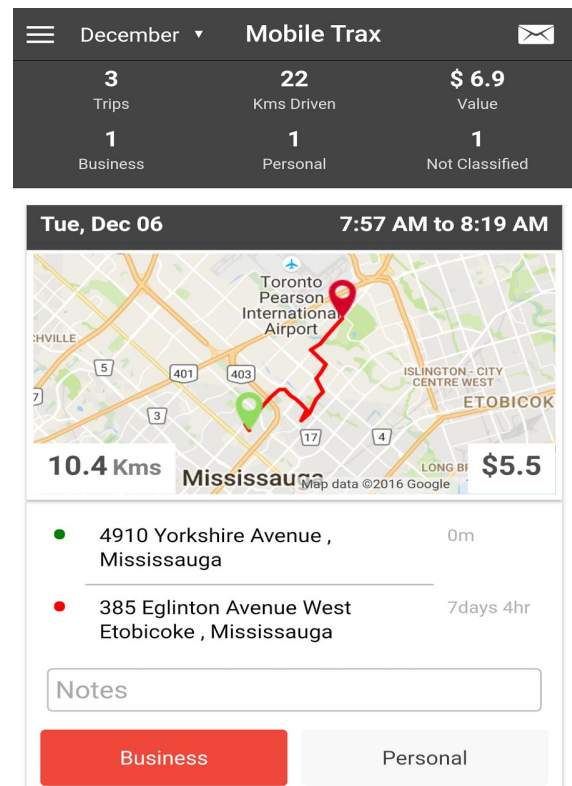 December ▼ Mobile Trax
3 22 $ 6.9
Trips Kms Driven Value
1 1 1
Business Personal Not Classified
Tue, Dec 06 7:57 AM to 8:19 AM
Toronto
Pearson
International
Airport
HVILLE
5 401 403
ISLINGTON - CITY
CENTRE WEST
7 3 ETOBICOK
17 4
10.4 Kms LONG BR $5.5
Mississauga Map data ©2016 Google
4910 Yorkshire Avenue , 0m
Mississauga
385 Eglinton Avenue West 7days 4hr
Etobicoke , Mississauga
Notes
Business Personal